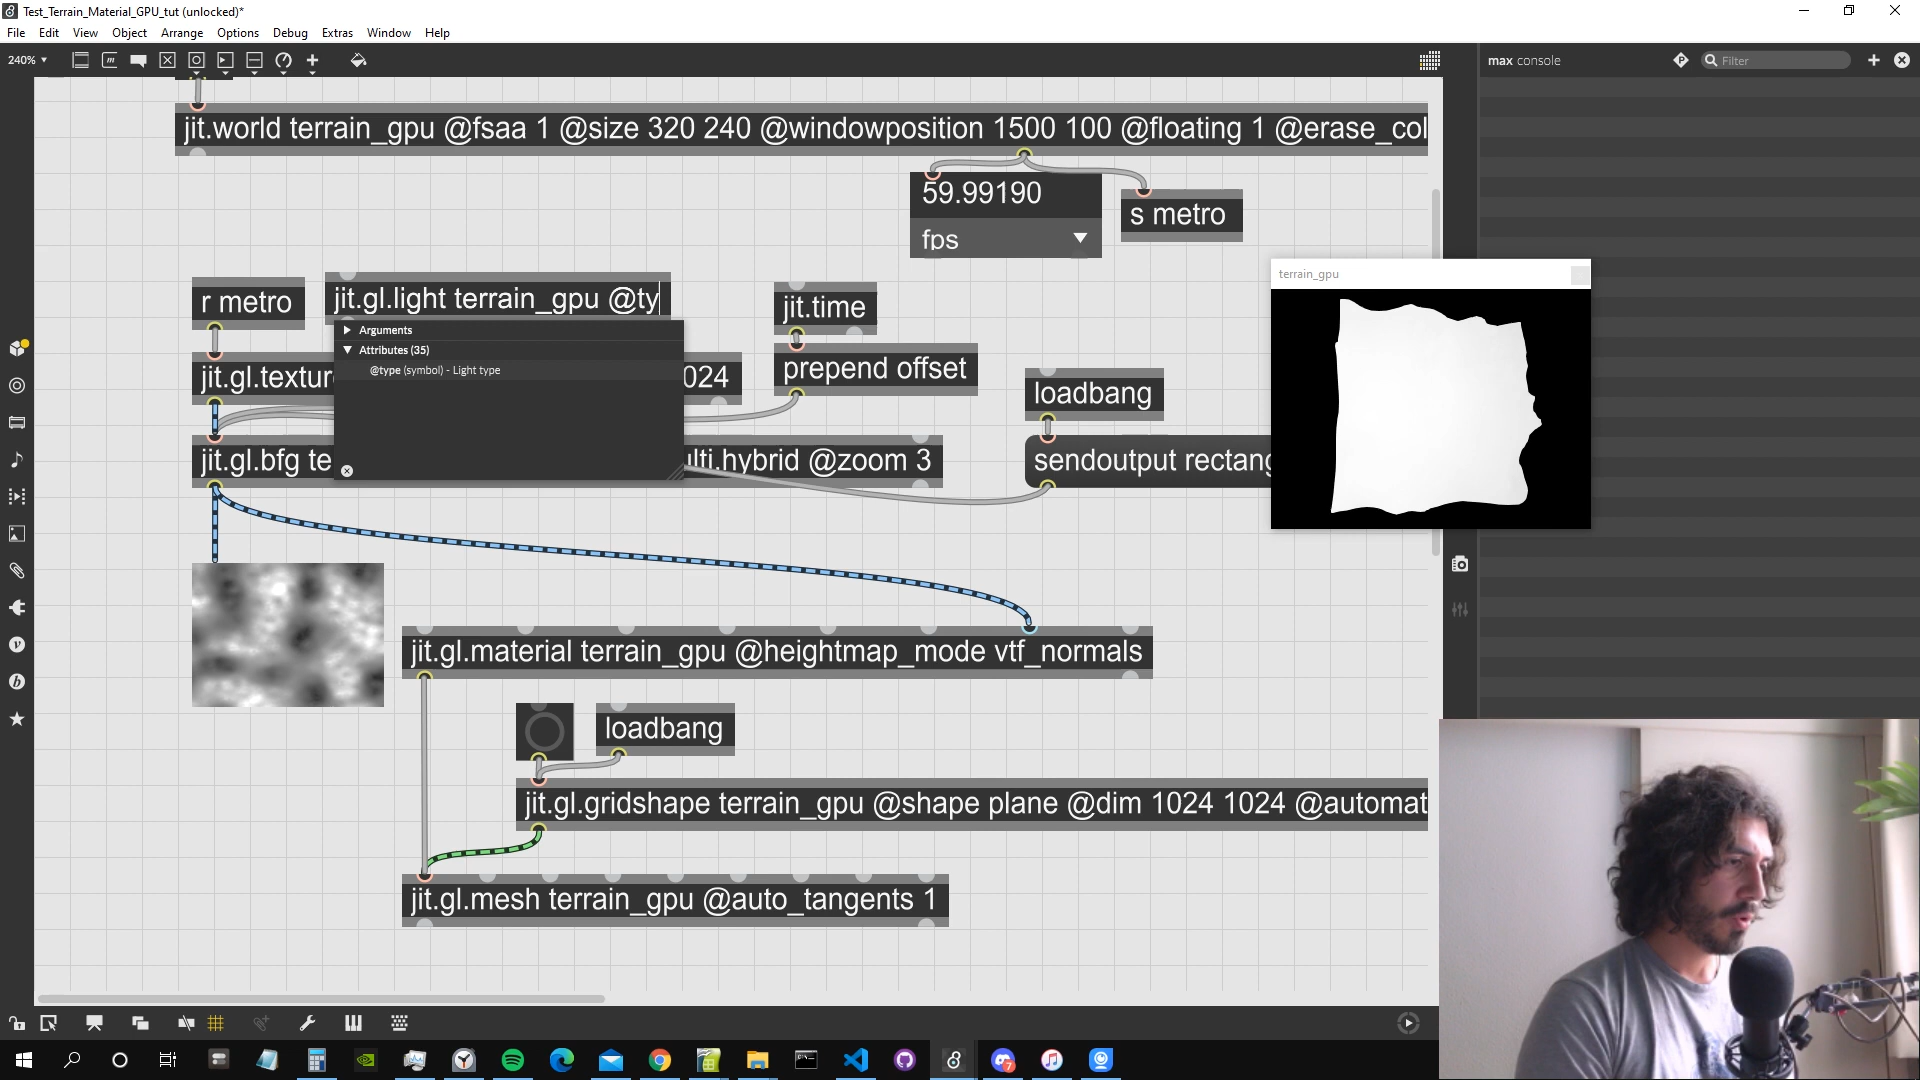 Test_Terrain_Material_GPU_tut (unlocked)*
File Edit View Object Arrange Options Debug Extras Window Help
240%
max console
Filter
jit.world terrain_gpu @fsaa 1 @size 320 240 @windowposition 1500 100 @floating 1 @erase_col
59.99190
fps
s metro
terrain_gpu
r metro
jit.gl.light terrain_gpu @ty
jit.time
Arguments
Attributes (35)
@type (symbol) - Light type
jit.gl.textur
024
prepend offset
loadbang
jit.gl.bfg te
ulti.hybrid @zoom 3
sendoutput rectang
jit.gl.material terrain_gpu @heightmap_mode vtf_normals
loadbang
jit.gl.gridshape terrain_gpu @shape plane @dim 1024 1024 @automat
jit.gl.mesh terrain_gpu @auto_tangents 1